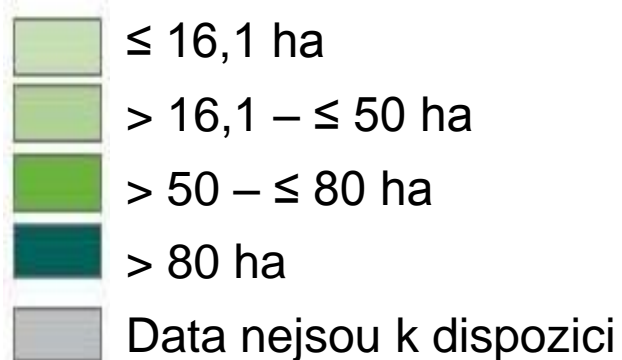 ≤ 16,1 ha
> 16,1 – ≤ 50 ha
> 50 – ≤ 80 ha
> 80 ha
Data nejsou k dispozici